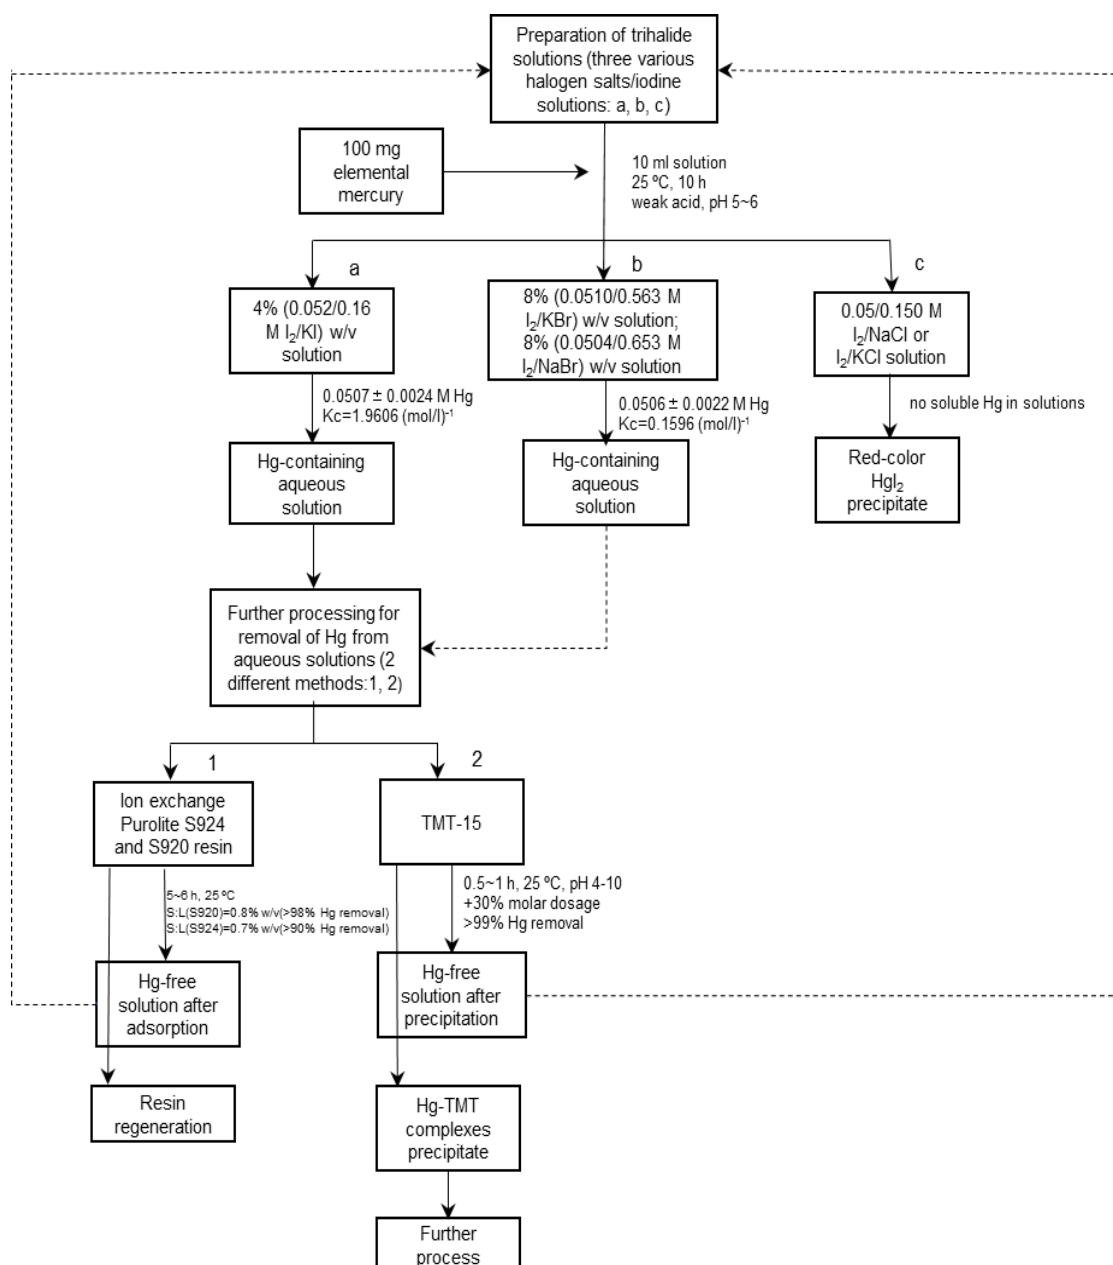 Preparation of trihalide
solutions (three various
halogen salts/iodine
solutions: a, b, c)
100 mg
elemental
mercury
10 ml solution
25 ºC, 10 h
weak acid, pH 5~6
a
b
c
4% (0.052/0.16
M I₂/KI) w/v
solution
8% (0.0510/0.563 M
I₂/KBr) w/v solution;
8% (0.0504/0.653 M
I₂/NaBr) w/v solution
0.05/0.150 M
I₂/NaCl or
I₂/KCl solution
0.0507 ± 0.0024 M Hg
Kc=1.9606 (mol/l)⁻¹
0.0506 ± 0.0022 M Hg
Kc=0.1596 (mol/l)⁻¹
no soluble Hg in solutions
Hg-containing
aqueous
solution
Hg-containing
aqueous
solution
Red-color
HgI₂
precipitate
Further processing for
removal of Hg from
aqueous solutions (2
different methods:1, 2)
1
2
Ion exchange
Purolite S924
and S920 resin
TMT-15
5~6 h, 25 ºC
S:L(S920)=0.8% w/v(>98% Hg removal)
S:L(S924)=0.7% w/v(>90% Hg removal)
0.5~1 h, 25 ºC, pH 4-10
+30% molar dosage
>99% Hg removal
Hg-free
solution after
adsorption
Hg-free
solution after
precipitation
Resin
regeneration
Hg-TMT
complexes
precipitate
Further
process